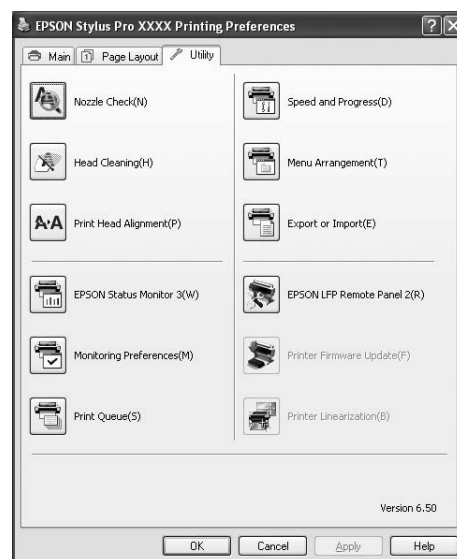 EPSON Stylus Pro XXXX Printing Preferences
Main
Page Layout
Utility
Nozzle Check(N)
Head Cleaning(H)
Print Head Alignment(P)
EPSON Status Monitor 3(W)
Monitoring Preferences(M)
Print Queue(S)
Speed and Progress(D)
Menu Arrangement(T)
Export or Import(E)
EPSON LFP Remote Panel 2(R)
Printer Firmware Update(F)
Printer Linearization(B)
Version 6.50
OK
Cancel
Apply
Help